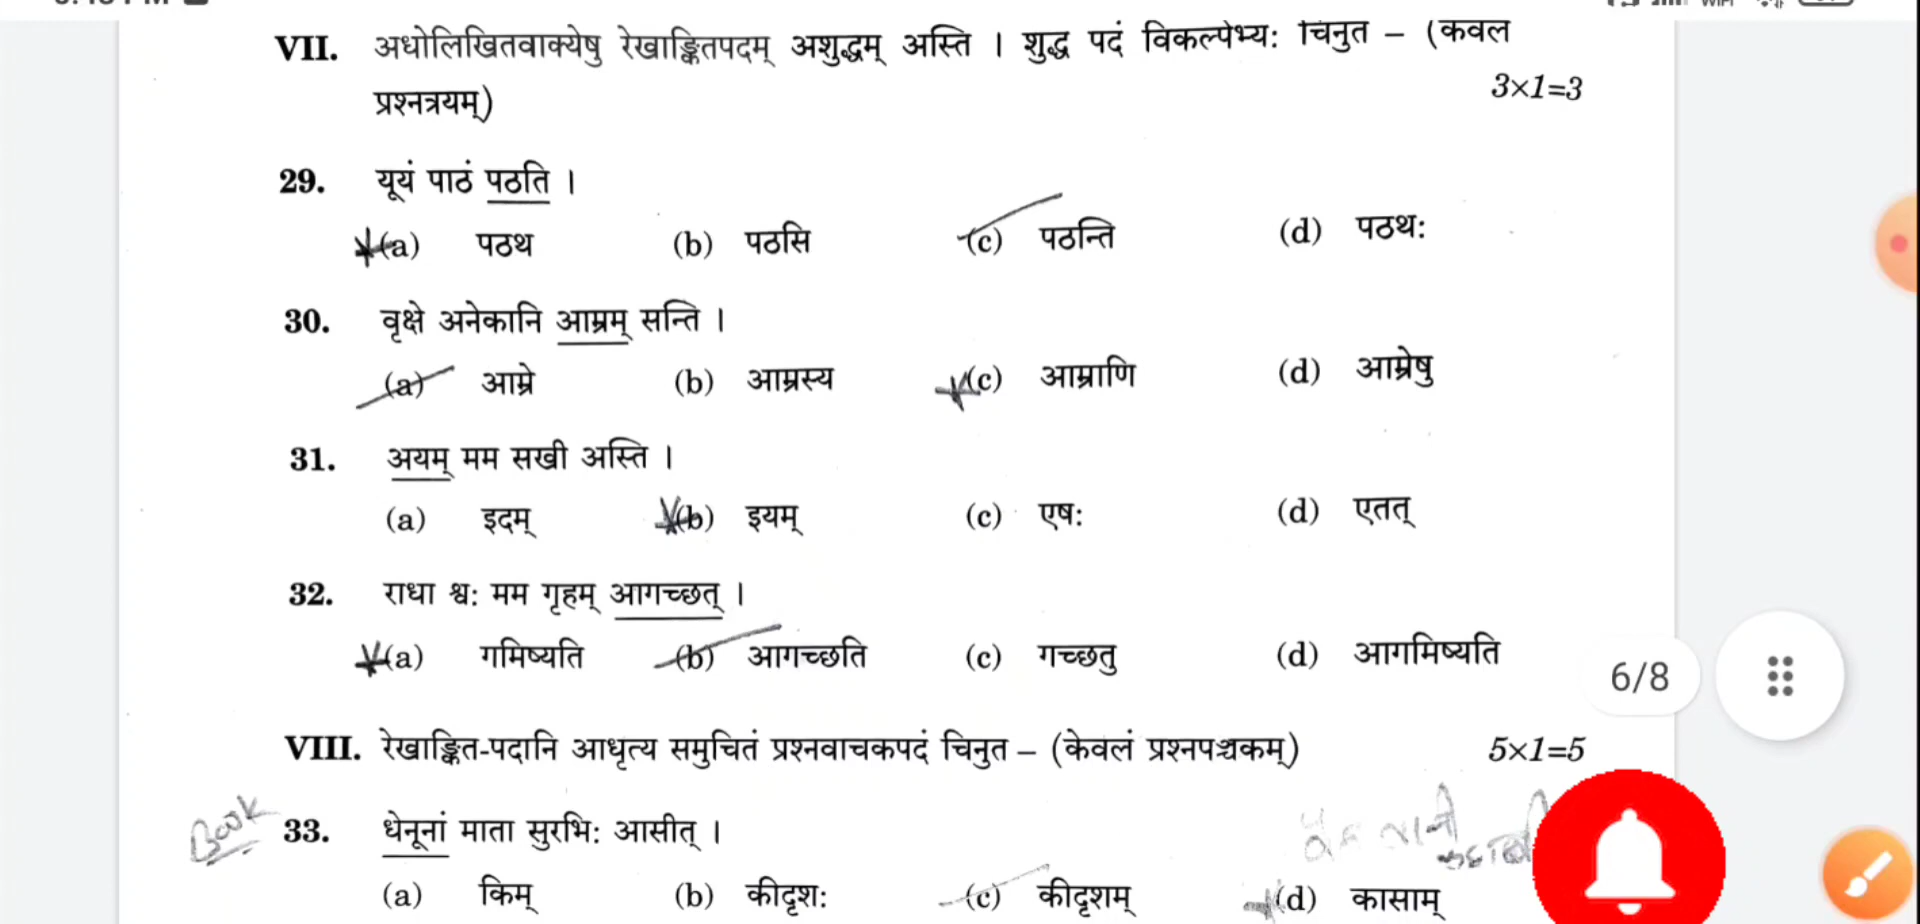 VII. अधोलिखितवाक्येषु रेखाङ्कितपदम् अशुद्धम् अस्ति । शुद्धं पदं विकल्पेभ्यः चिनुत – (केवलं
प्रश्नत्रयम्) 3×1=3
29. यूयं पाठं पठति ।
(a) पठथ (b) पठसि (c) पठन्ति (d) पठथः
30. वृक्षे अनेकानि आम्रम् सन्ति ।
(a) आम्रे (b) आम्रस्य (c) आम्राणि (d) आम्रेषु
31. अयम् मम सखी अस्ति ।
(a) इदम् (b) इयम् (c) एषः (d) एतत्
32. राधा श्वः मम गृहम् आगच्छत् ।
(a) गमिष्यति (b) आगच्छति (c) गच्छतु (d) आगमिष्यति
6/8
VIII. रेखाङ्कित-पदानि आधृत्य समुचितं प्रश्नवाचकपदं चिनुत – (केवलं प्रश्नपञ्चकम्) 5×1=5
Book
33. धेनूनां माता सुरभिः आसीत् ।
(a) किम् (b) कीदृशः (c) कीदृशम् (d) कासाम्